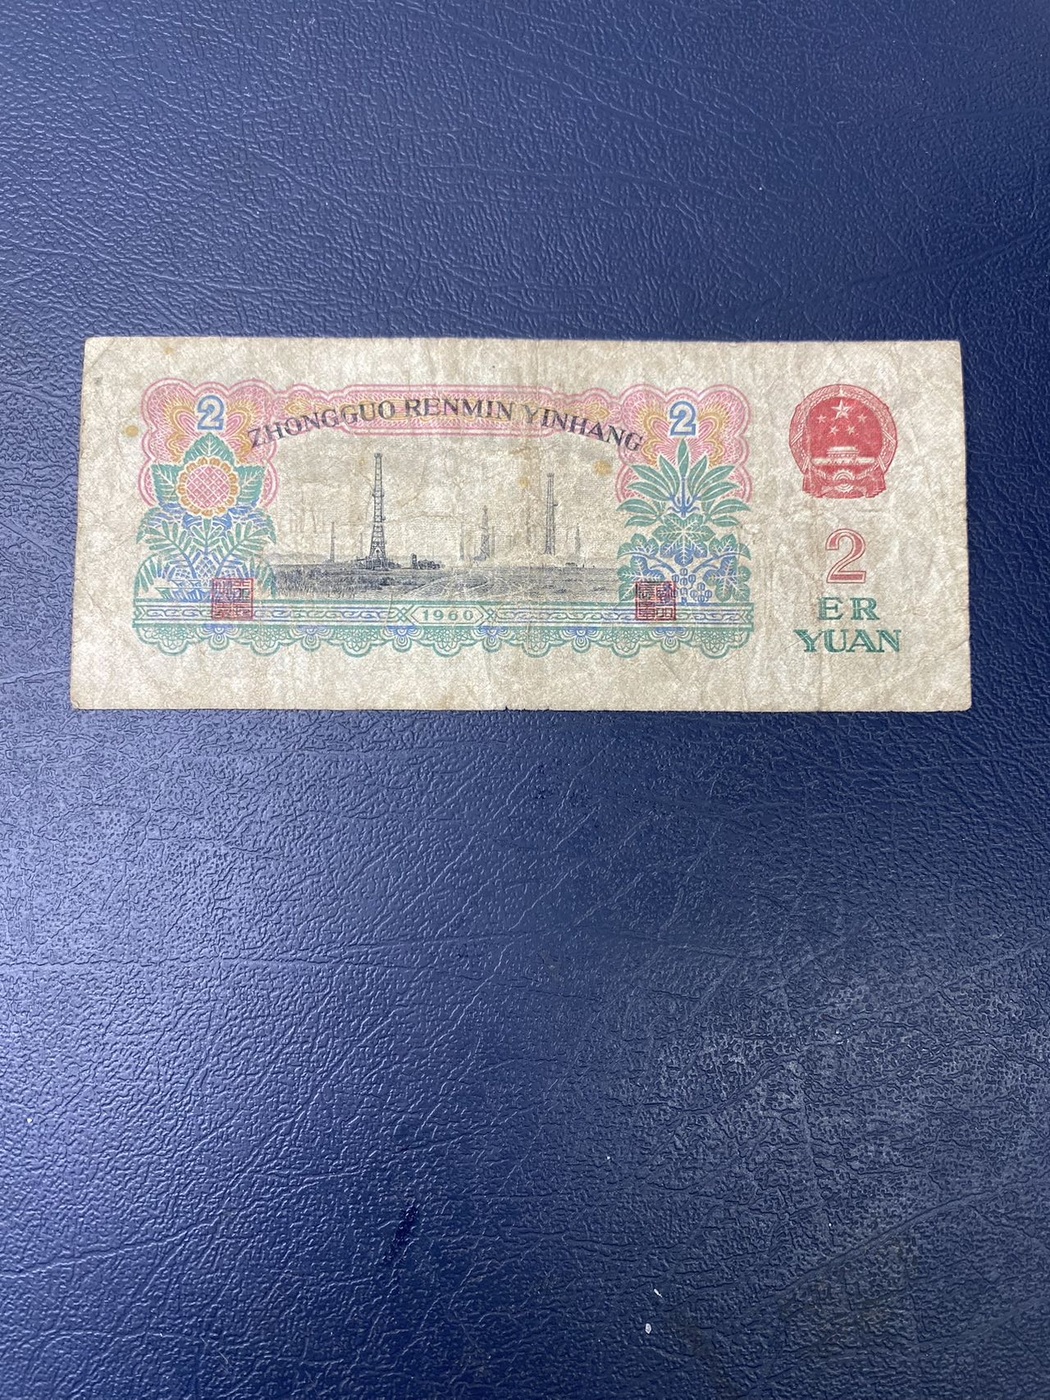 2
ZHONGGUO RENMIN YINHANG
2
1960
2
ER
YUAN